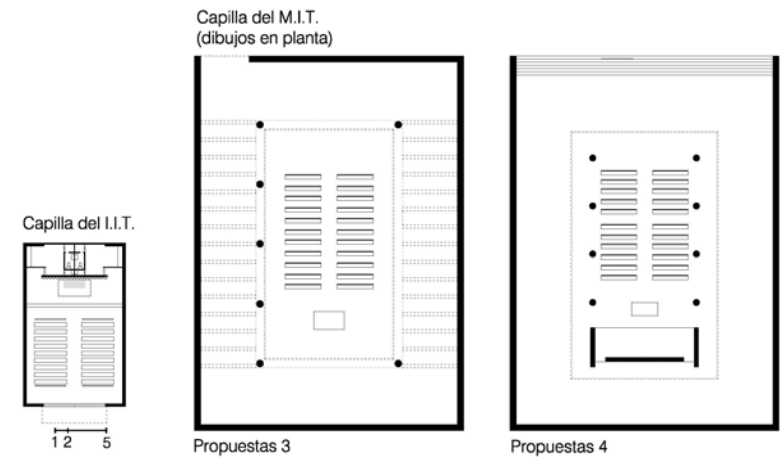 Capilla del M.I.T.
(dibujos en planta)
Capilla del I.I.T.
1 2 5
Propuestas 3
Propuestas 4